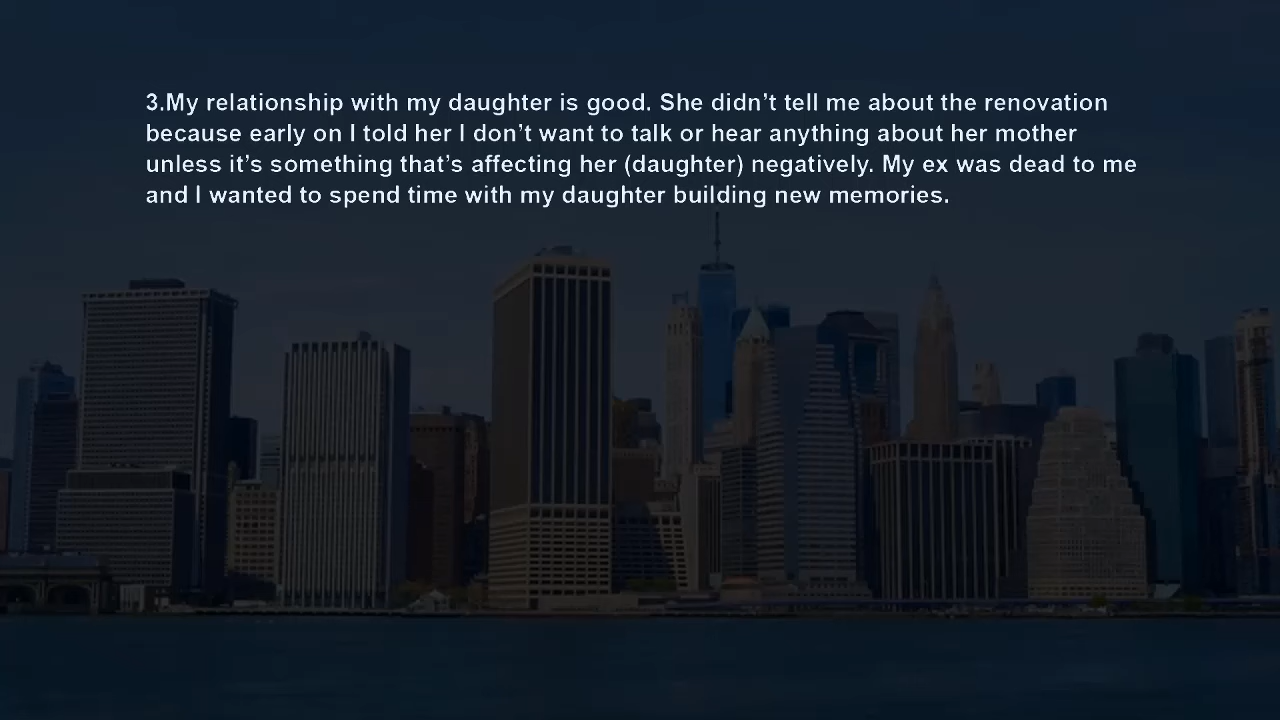 3.My relationship with my daughter is good. She didn’t tell me about the renovation
because early on I told her I don’t want to talk or hear anything about her mother
unless it’s something that’s affecting her (daughter) negatively. My ex was dead to me
and I wanted to spend time with my daughter building new memories.